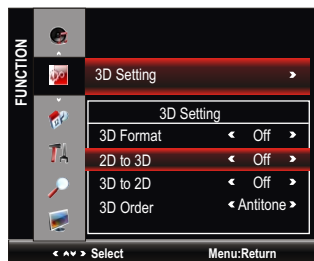 FUNCTION
3D Setting
3D Setting
3D Format Off
2D to 3D Off
3D to 2D Off
3D Order Antitone
Select Menu:Return